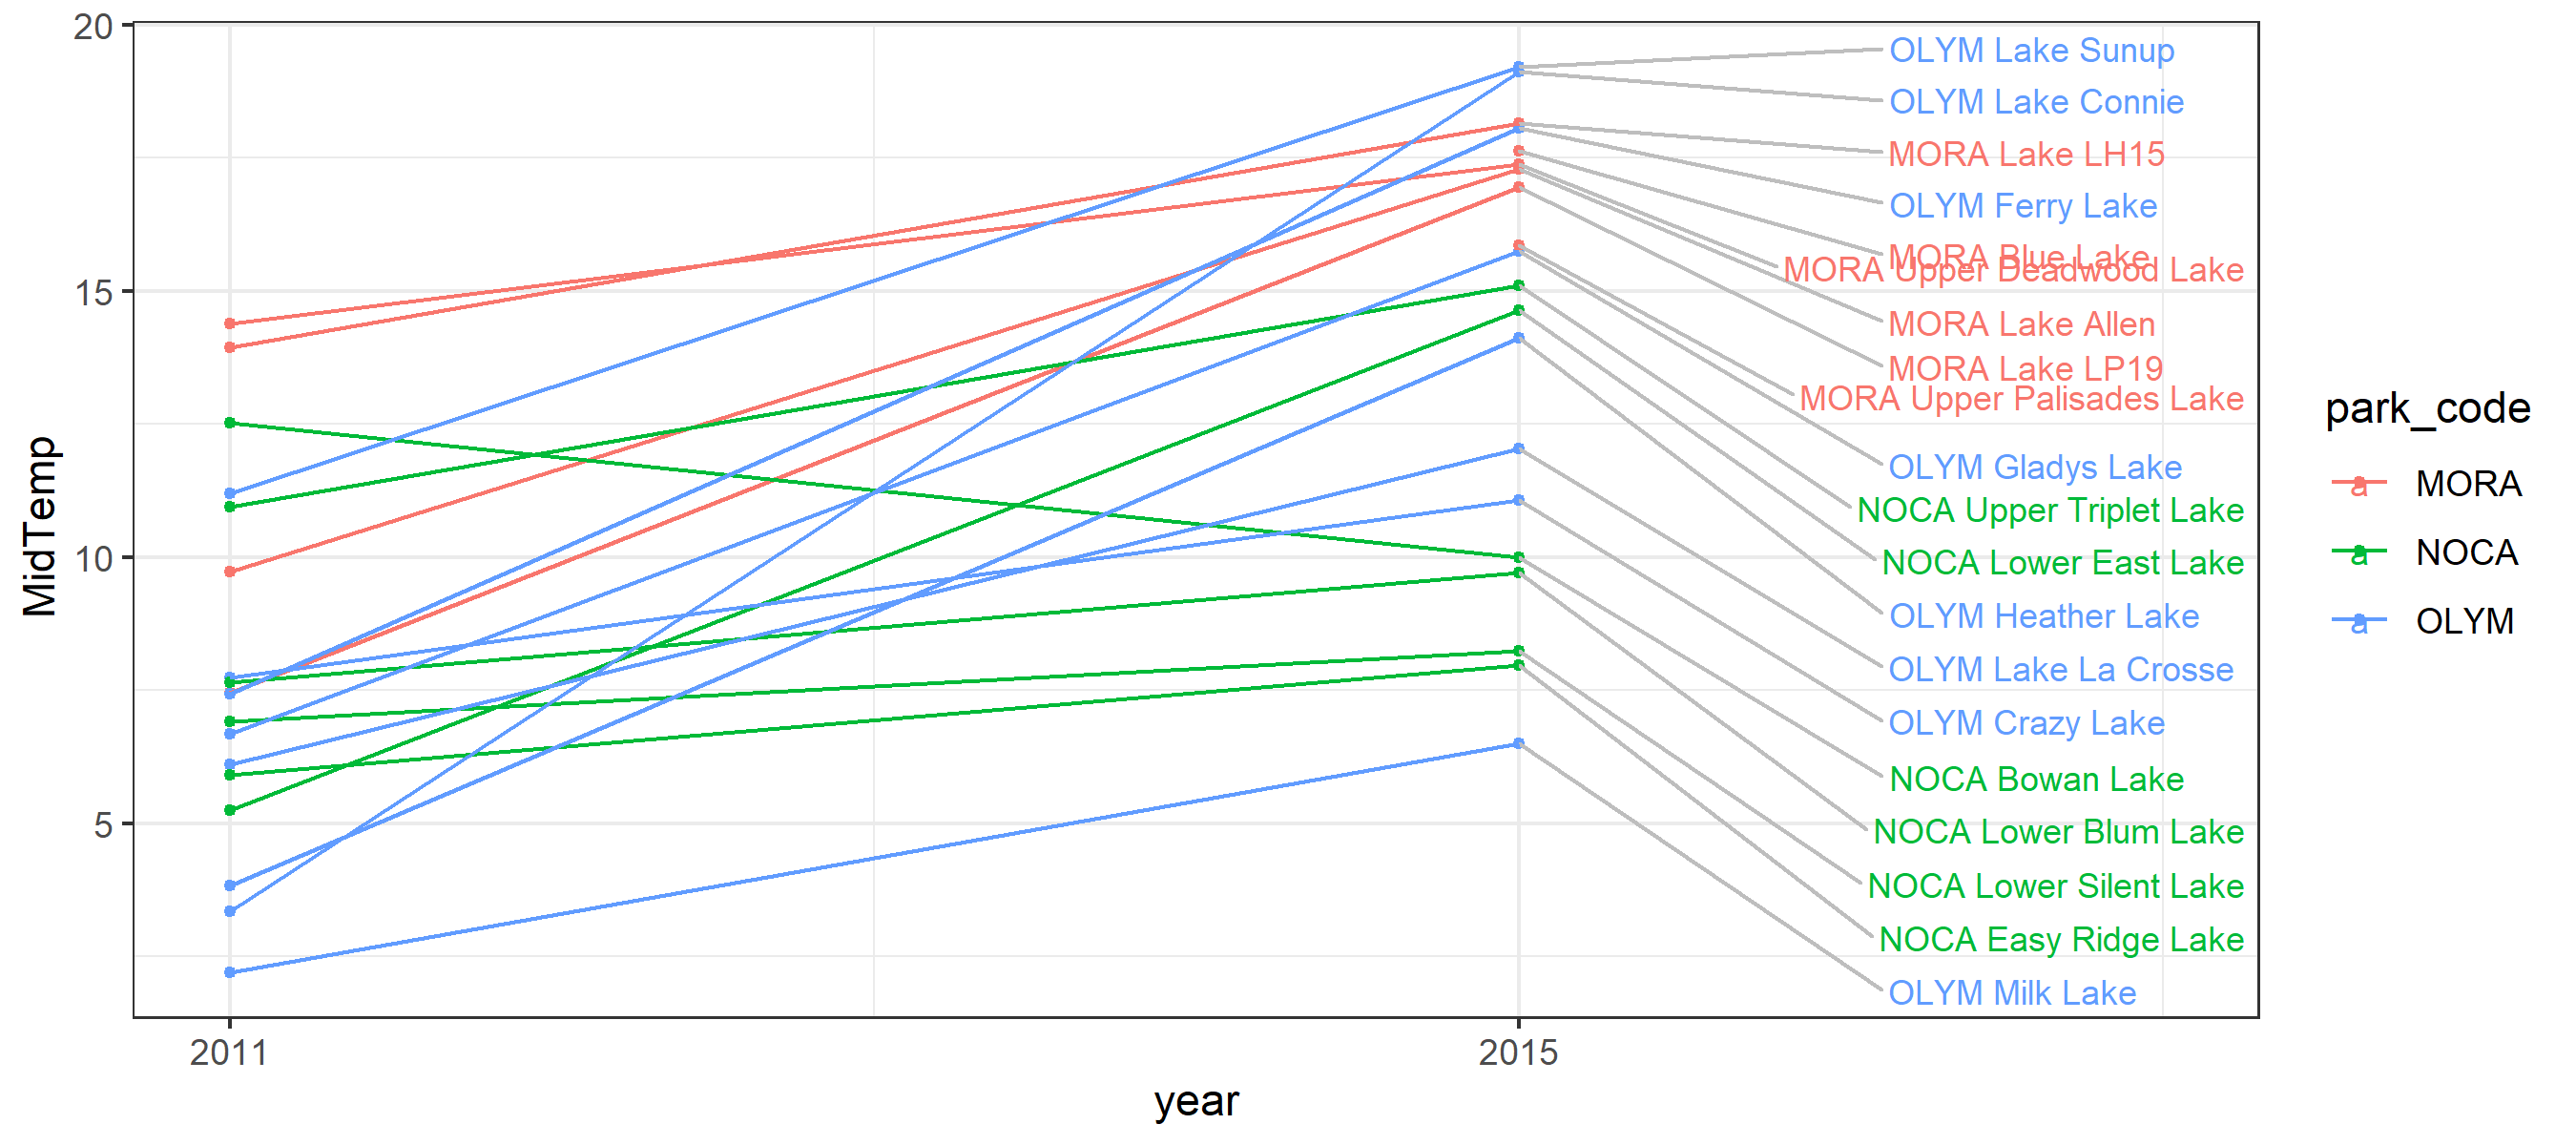 20
15
10
5
MidTemp
2011
2015
year
OLYM Lake Sunup
OLYM Lake Connie
MORA Lake LH15
OLYM Ferry Lake
MORA Blue Lake
MORA Upper Deadwood Lake
MORA Lake Allen
MORA Lake LP19
MORA Upper Palisades Lake
OLYM Gladys Lake
NOCA Upper Triplet Lake
NOCA Lower East Lake
OLYM Heather Lake
OLYM Lake La Crosse
OLYM Crazy Lake
NOCA Bowan Lake
NOCA Lower Blum Lake
NOCA Lower Silent Lake
NOCA Easy Ridge Lake
OLYM Milk Lake
park_code
a MORA
a NOCA
a OLYM